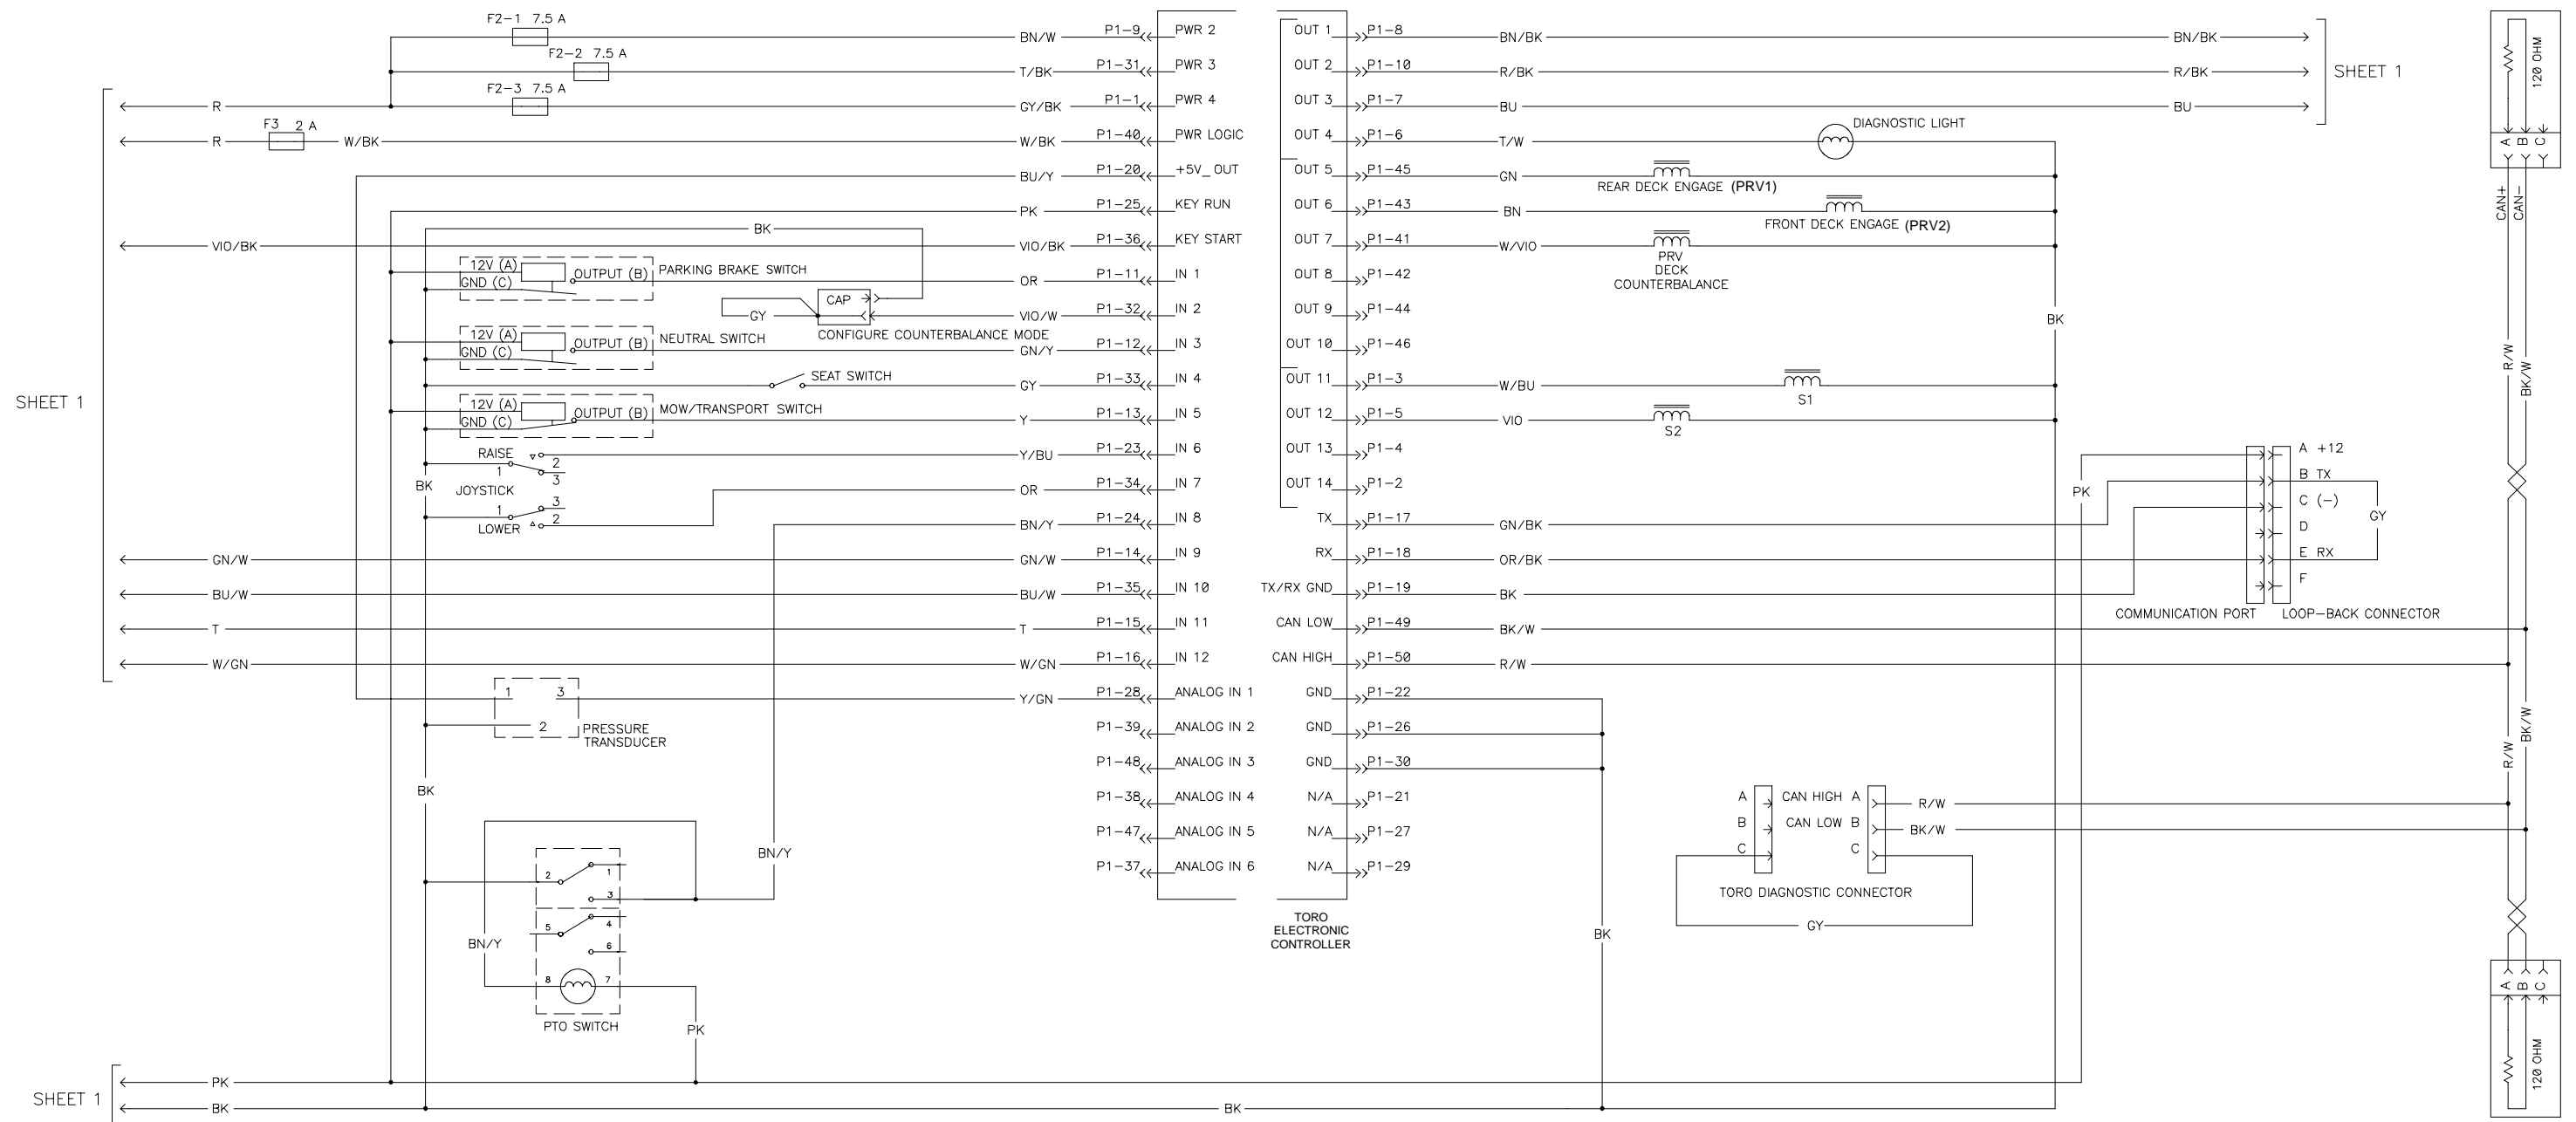 F2-1 7.5 A
F2-2 7.5 A
F2-3 7.5 A
F3 2 A
R
R
W/BK
SHEET 1
BN/W P1-9 PWR 2
T/BK P1-31 PWR 3
GY/BK P1-1 PWR 4
W/BK P1-40 PWR LOGIC
BU/Y P1-20 +5V_OUT
PK P1-25 KEY RUN
BK
VIO/BK VIO/BK P1-36 KEY START
12V (A) OUTPUT (B) PARKING BRAKE SWITCH
GND (C)
OR P1-11 IN 1
CAP
GY VIO/W P1-32 IN 2
CONFIGURE COUNTERBALANCE MODE
12V (A) OUTPUT (B) NEUTRAL SWITCH
GND (C)
GN/Y P1-12 IN 3
SEAT SWITCH
GY P1-33 IN 4
12V (A) OUTPUT (B) MOW/TRANSPORT SWITCH
GND (C)
Y P1-13 IN 5
RAISE 2
1 3
JOYSTICK
BK
1 3
LOWER 2
Y/BU P1-23 IN 6
OR P1-34 IN 7
BN/Y P1-24 IN 8
GN/W GN/W P1-14 IN 9
BU/W BU/W P1-35 IN 10
T T P1-15 IN 11
W/GN W/GN P1-16 IN 12
1 3
2
PRESSURE
TRANSDUCER
Y/GN P1-28 ANALOG IN 1
P1-39 ANALOG IN 2
P1-48 ANALOG IN 3
P1-38 ANALOG IN 4
P1-47 ANALOG IN 5
P1-37 ANALOG IN 6
BK
BN/Y
2 1
3
5 4
6
8 7
BN/Y
PTO SWITCH
PK
SHEET 1
PK
BK
BK
TORO
ELECTRONIC
CONTROLLER
OUT 1 P1-8 BN/BK BN/BK
OUT 2 P1-10 R/BK R/BK
OUT 3 P1-7 BU BU
SHEET 1
OUT 4 P1-6 T/W
DIAGNOSTIC LIGHT
OUT 5 P1-45 GN
REAR DECK ENGAGE (PRV1)
OUT 6 P1-43 BN
FRONT DECK ENGAGE (PRV2)
OUT 7 P1-41 W/VIO
PRV
DECK
COUNTERBALANCE
OUT 8 P1-42
OUT 9 P1-44
BK
OUT 10 P1-46
OUT 11 P1-3 W/BU
S1
OUT 12 P1-5 VIO
S2
OUT 13 P1-4
OUT 14 P1-2
TX P1-17 GN/BK
RX P1-18 OR/BK
TX/RX GND P1-19 BK
CAN LOW P1-49 BK/W
CAN HIGH P1-50 R/W
GND P1-22
GND P1-26
GND P1-30
N/A P1-21
N/A P1-27
N/A P1-29
BK
PK
A +12
B TX
C (-)
D
E RX
F
GY
COMMUNICATION PORT
LOOP-BACK CONNECTOR
A CAN HIGH A R/W
B CAN LOW B BK/W
C C
TORO DIAGNOSTIC CONNECTOR
GY
120 OHM
A B C
CAN+
CAN-
R/W
BK/W
R/W
BK/W
A B C
120 OHM